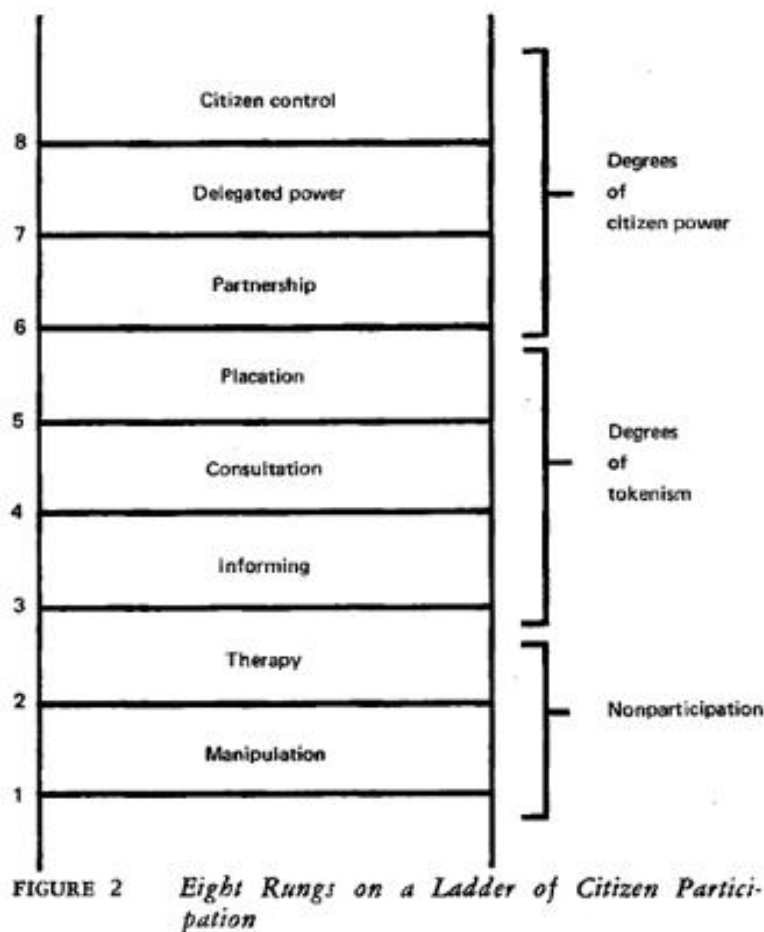 Citizen control
8
Delegated power
7
Partnership
6
Placation
5
Consultation
4
Informing
3
Therapy
2
Manipulation
1
Degrees
of
citizen power
Degrees
of
tokenism
Nonparticipation
FIGURE 2 Eight Rungs on a Ladder of Citizen Partici-
pation